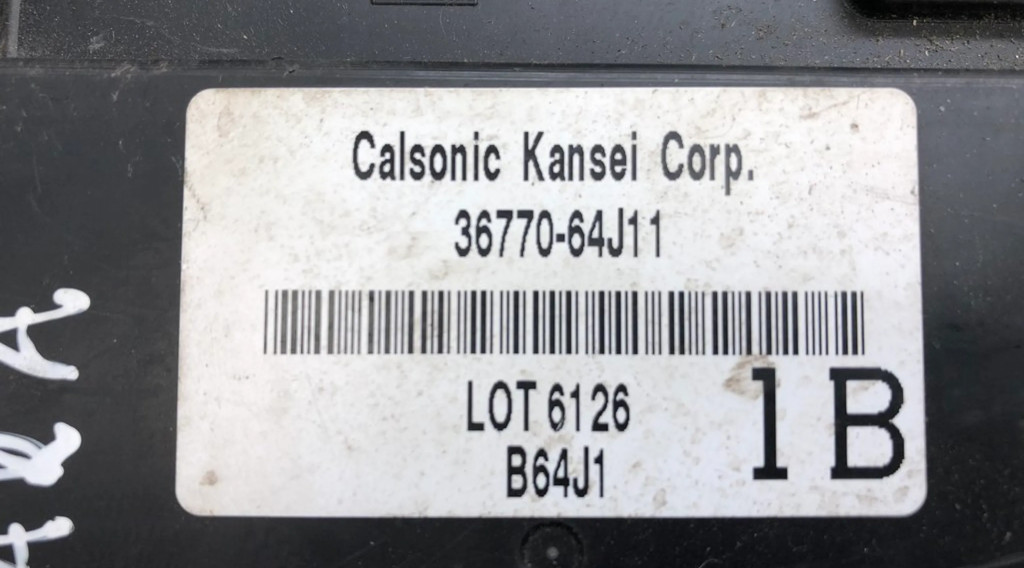 Calsonic Kansei Corp.
36770-64J11
LOT 6126
B64J1
1B